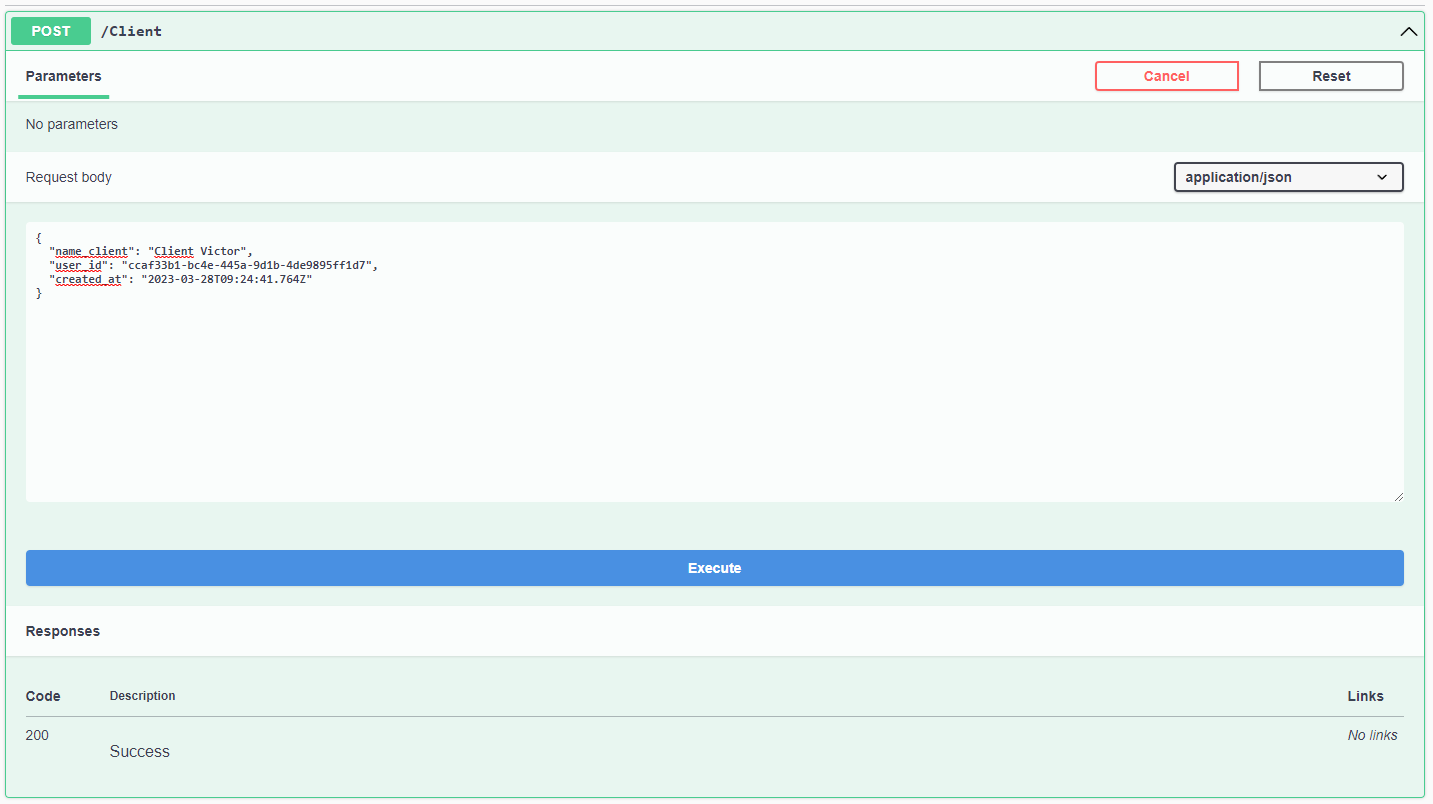 POST /Client
Parameters Cancel Reset
No parameters
Request body application/json
{
  "name_client": "Client Victor",
  "user_id": "ccaf33b1-bc4e-445a-9d1b-4de9895ff1d7",
  "created_at": "2023-03-28T09:24:41.764Z"
}
Execute
Responses
Code Description Links
200 Success No links